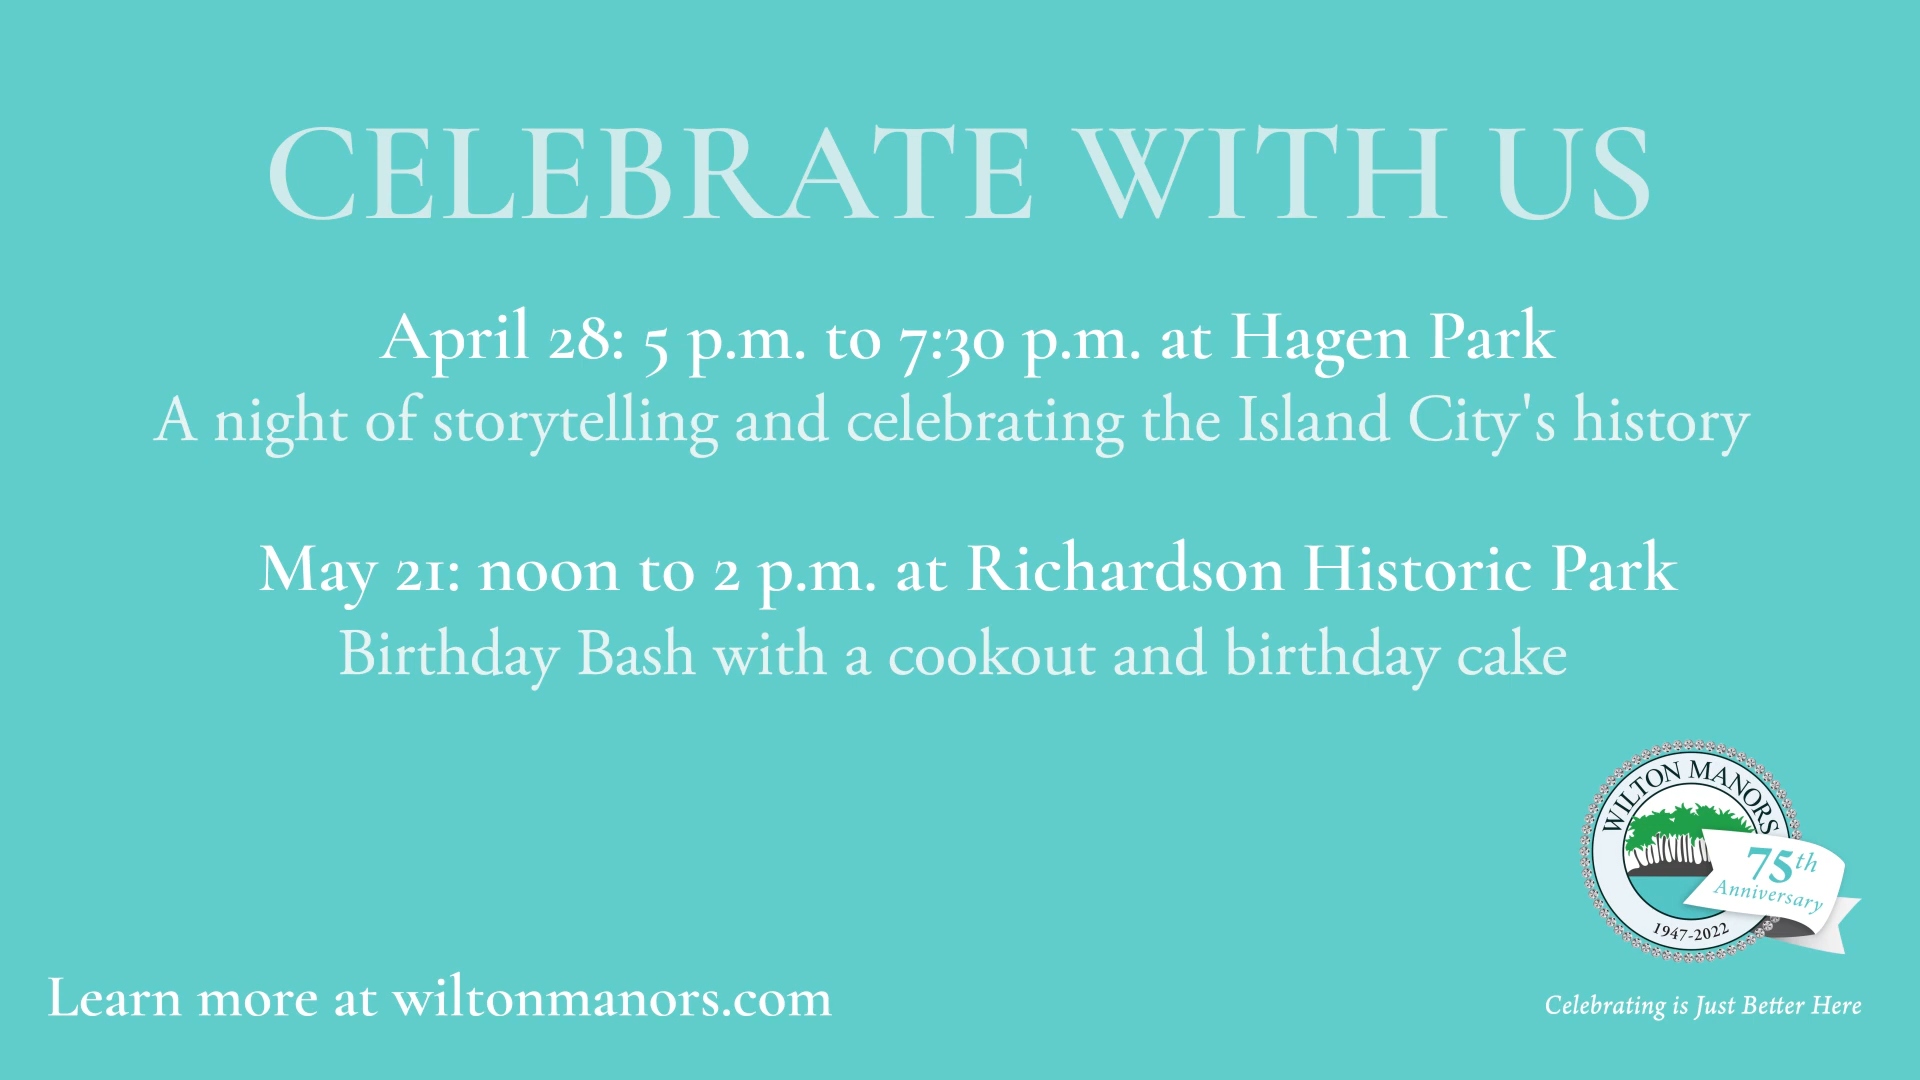 CELEBRATE WITH US
April 28: 5 p.m. to 7:30 p.m. at Hagen Park
A night of storytelling and celebrating the Island City's history
May 21: noon to 2 p.m. at Richardson Historic Park
Birthday Bash with a cookout and birthday cake
WILTON MANORS
75th
Anniversary
1947-2022
Learn more at wiltonmanors.com
Celebrating is Just Better Here